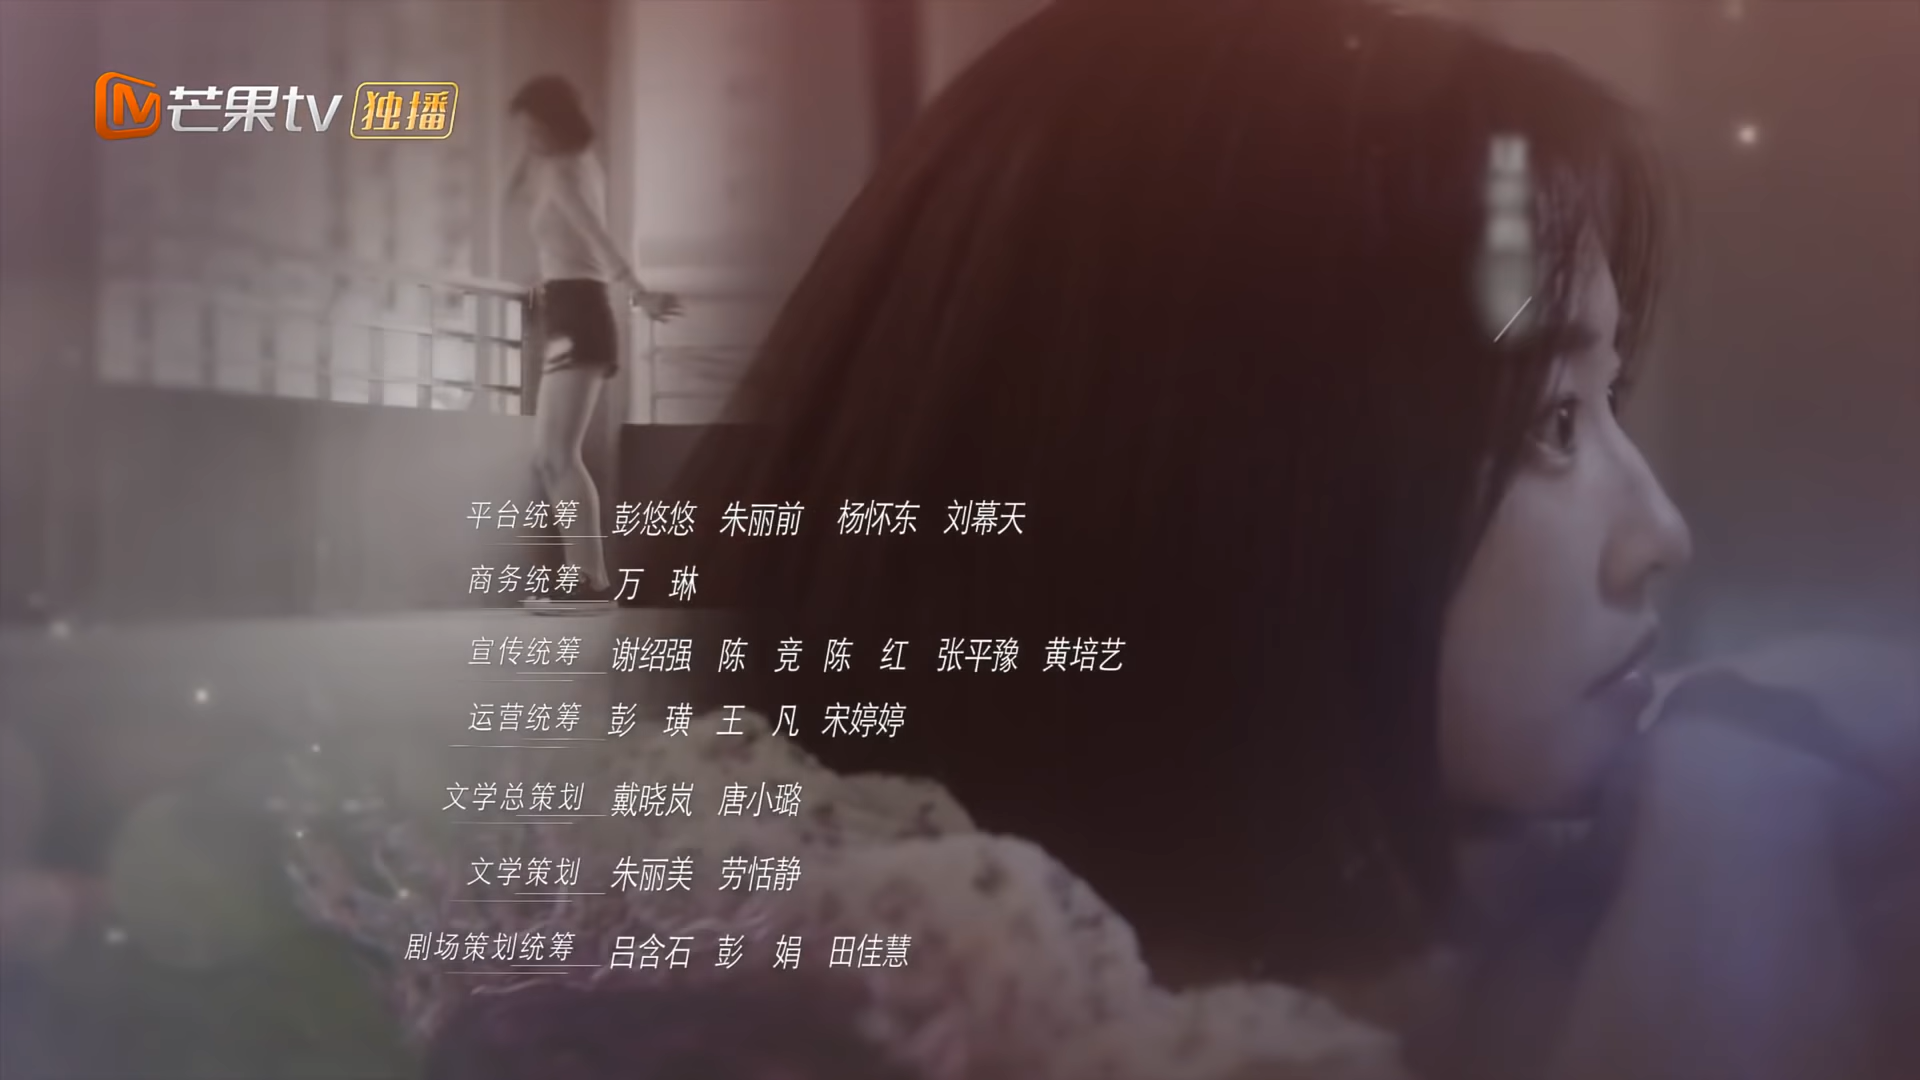 芒果tv 独播
平台统筹 彭悠悠 朱丽前 杨怀东 刘幕天
商务统筹 万 琳
宣传统筹 谢绍强 陈 竞 陈 红 张平豫 黄培艺
运营统筹 彭 璜 王 凡 宋婷婷
文学总策划 戴晓岚 唐小璐
文学策划 朱丽美 劳恬静
剧场策划统筹 吕含石 彭 娟 田佳慧